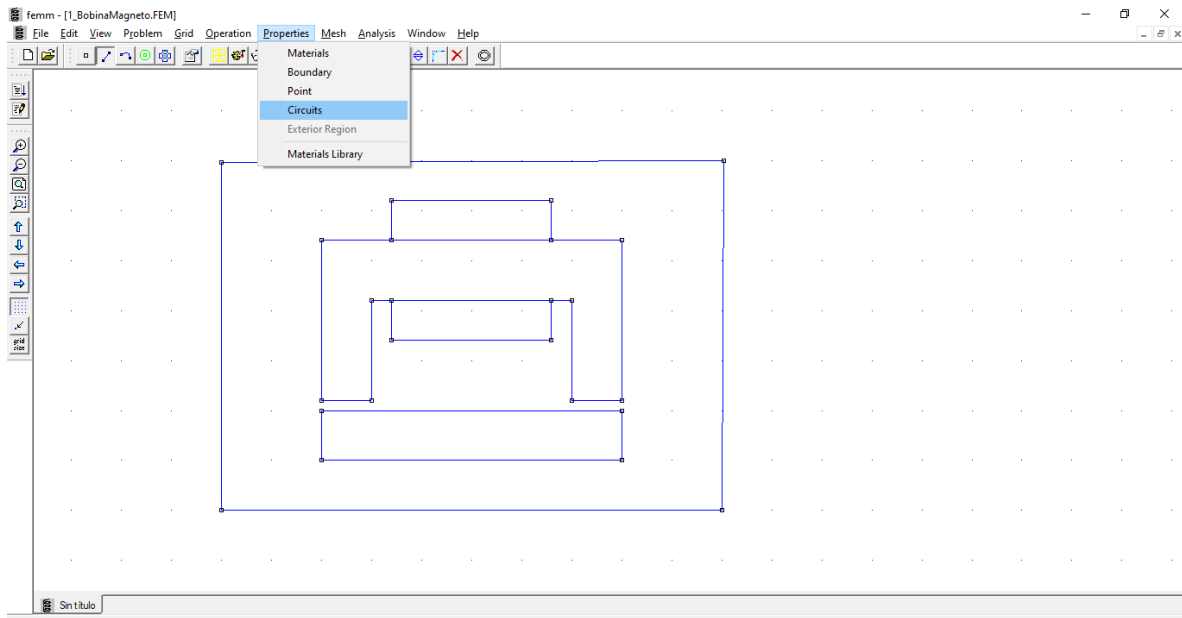 femm - [1_BobinaMagneto.FEM]
File Edit View Problem Grid Operation Properties Mesh Analysis Window Help
Materials
Boundary
Point
Circuits
Exterior Region
Materials Library
grid
size
Sin título